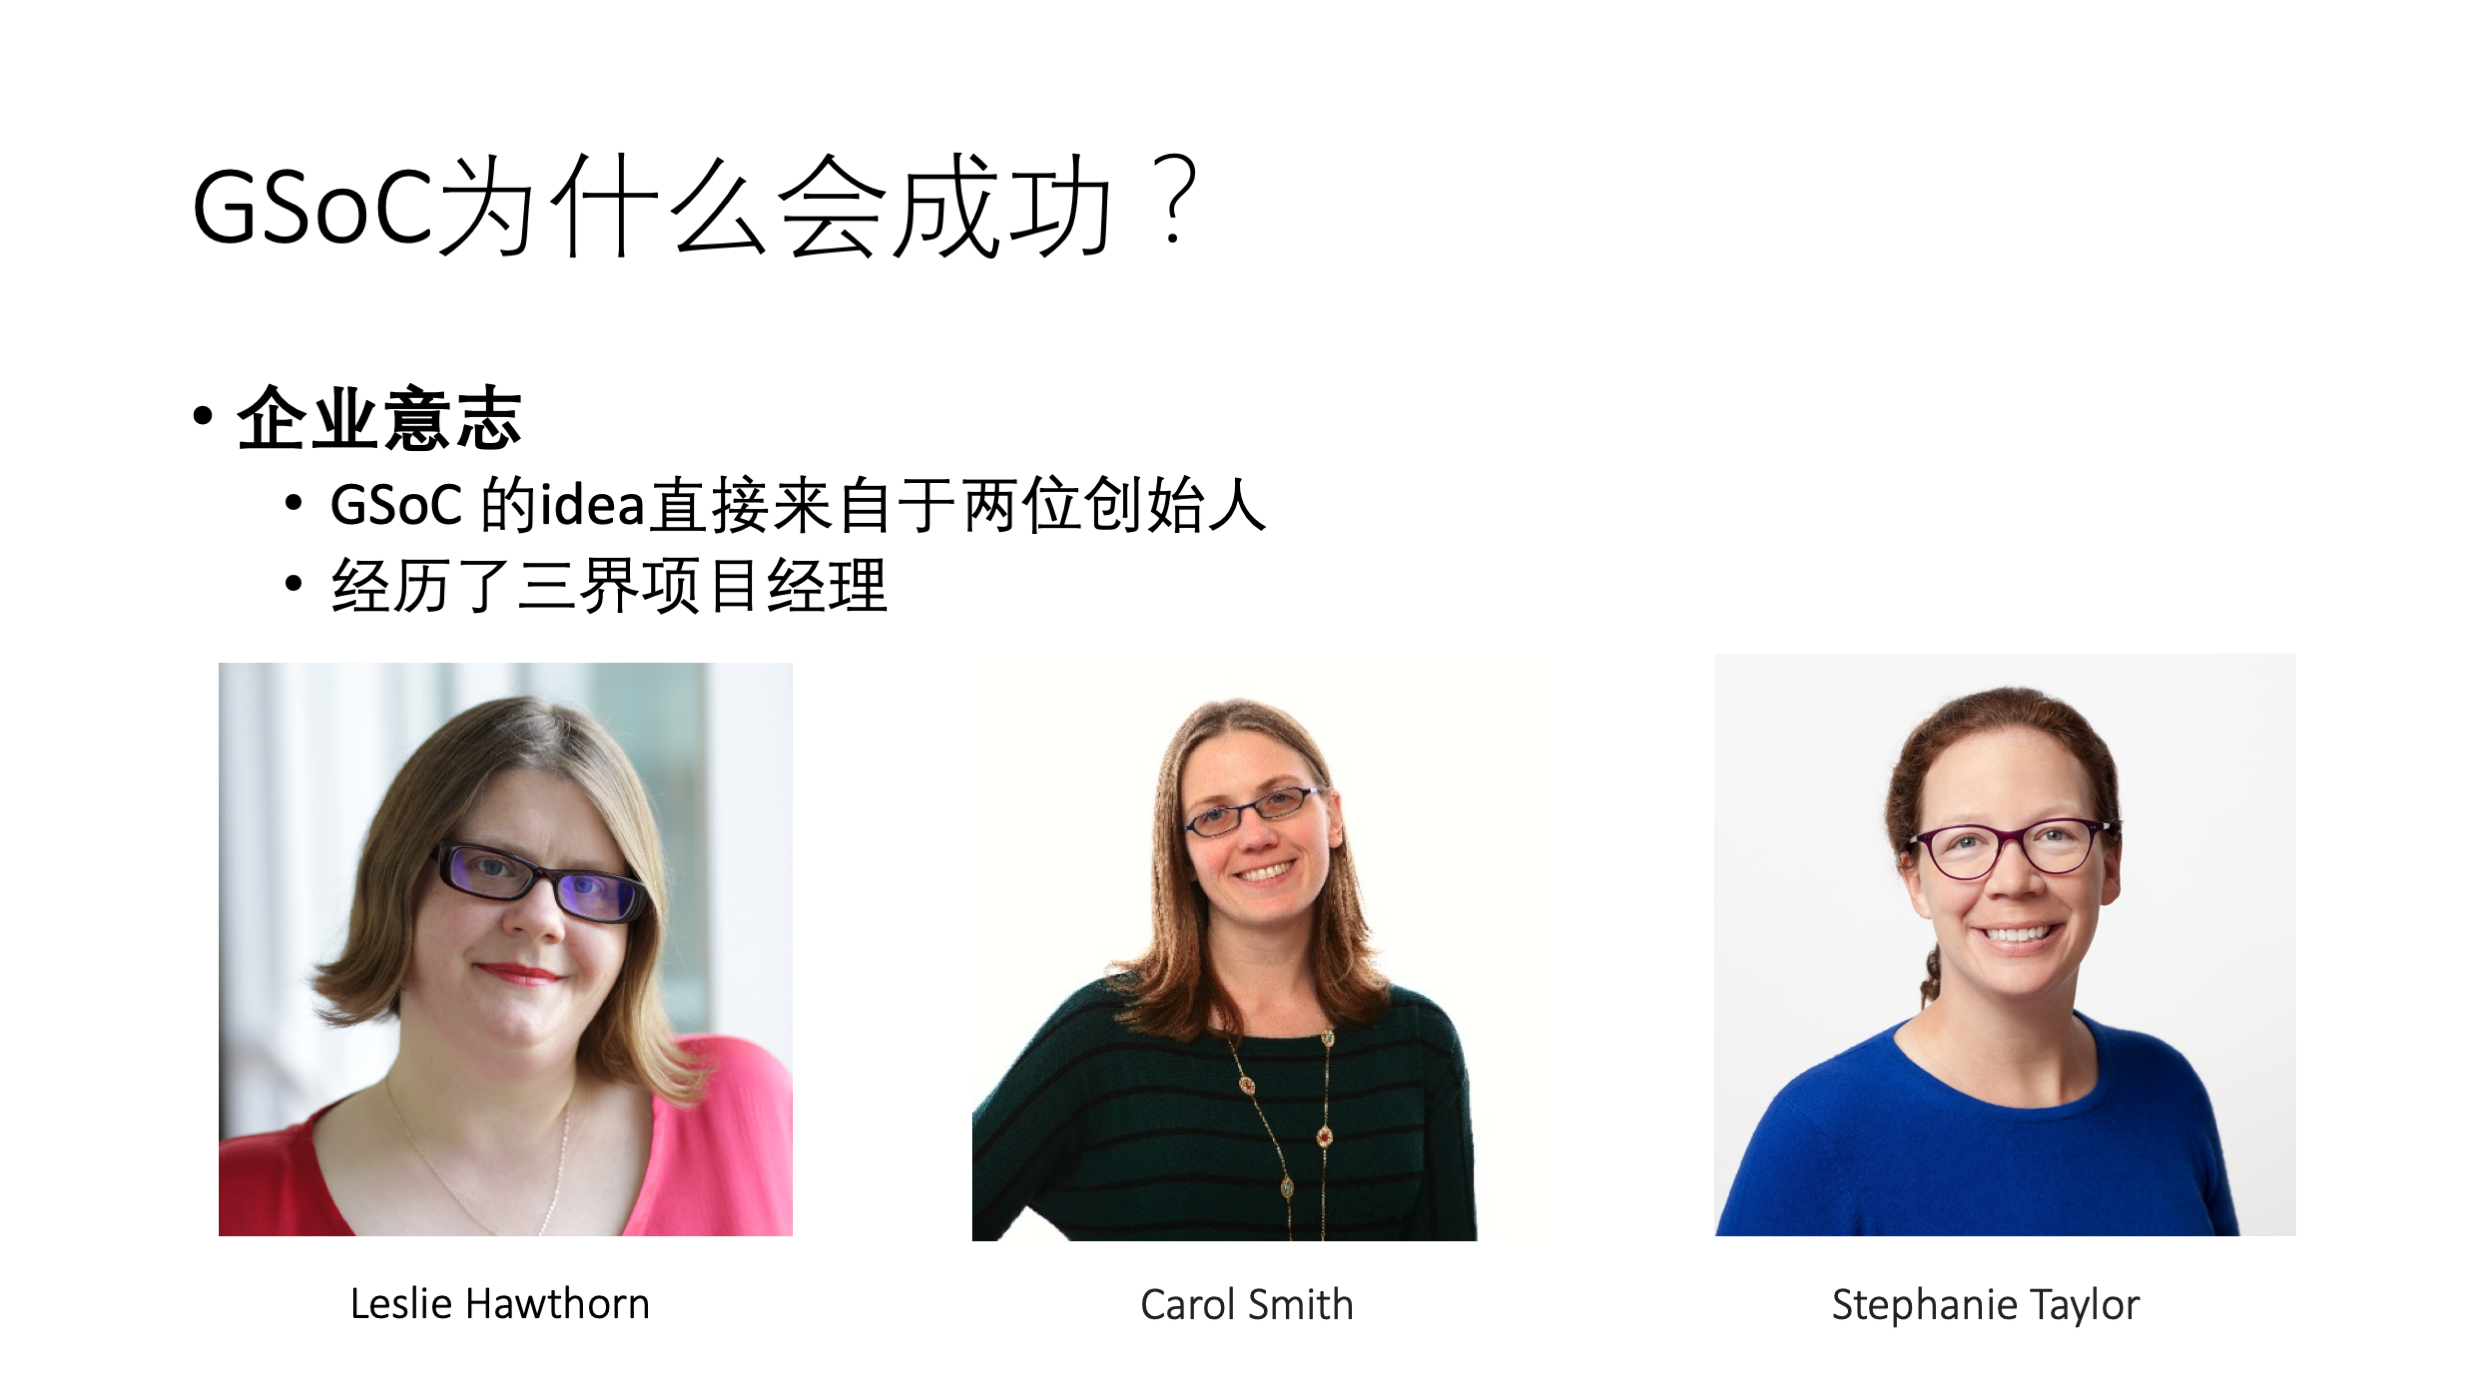 GSoC为什么会成功？
• 企业意志
• GSoC 的idea直接来自于两位创始人
• 经历了三界项目经理
Leslie Hawthorn
Carol Smith
Stephanie Taylor